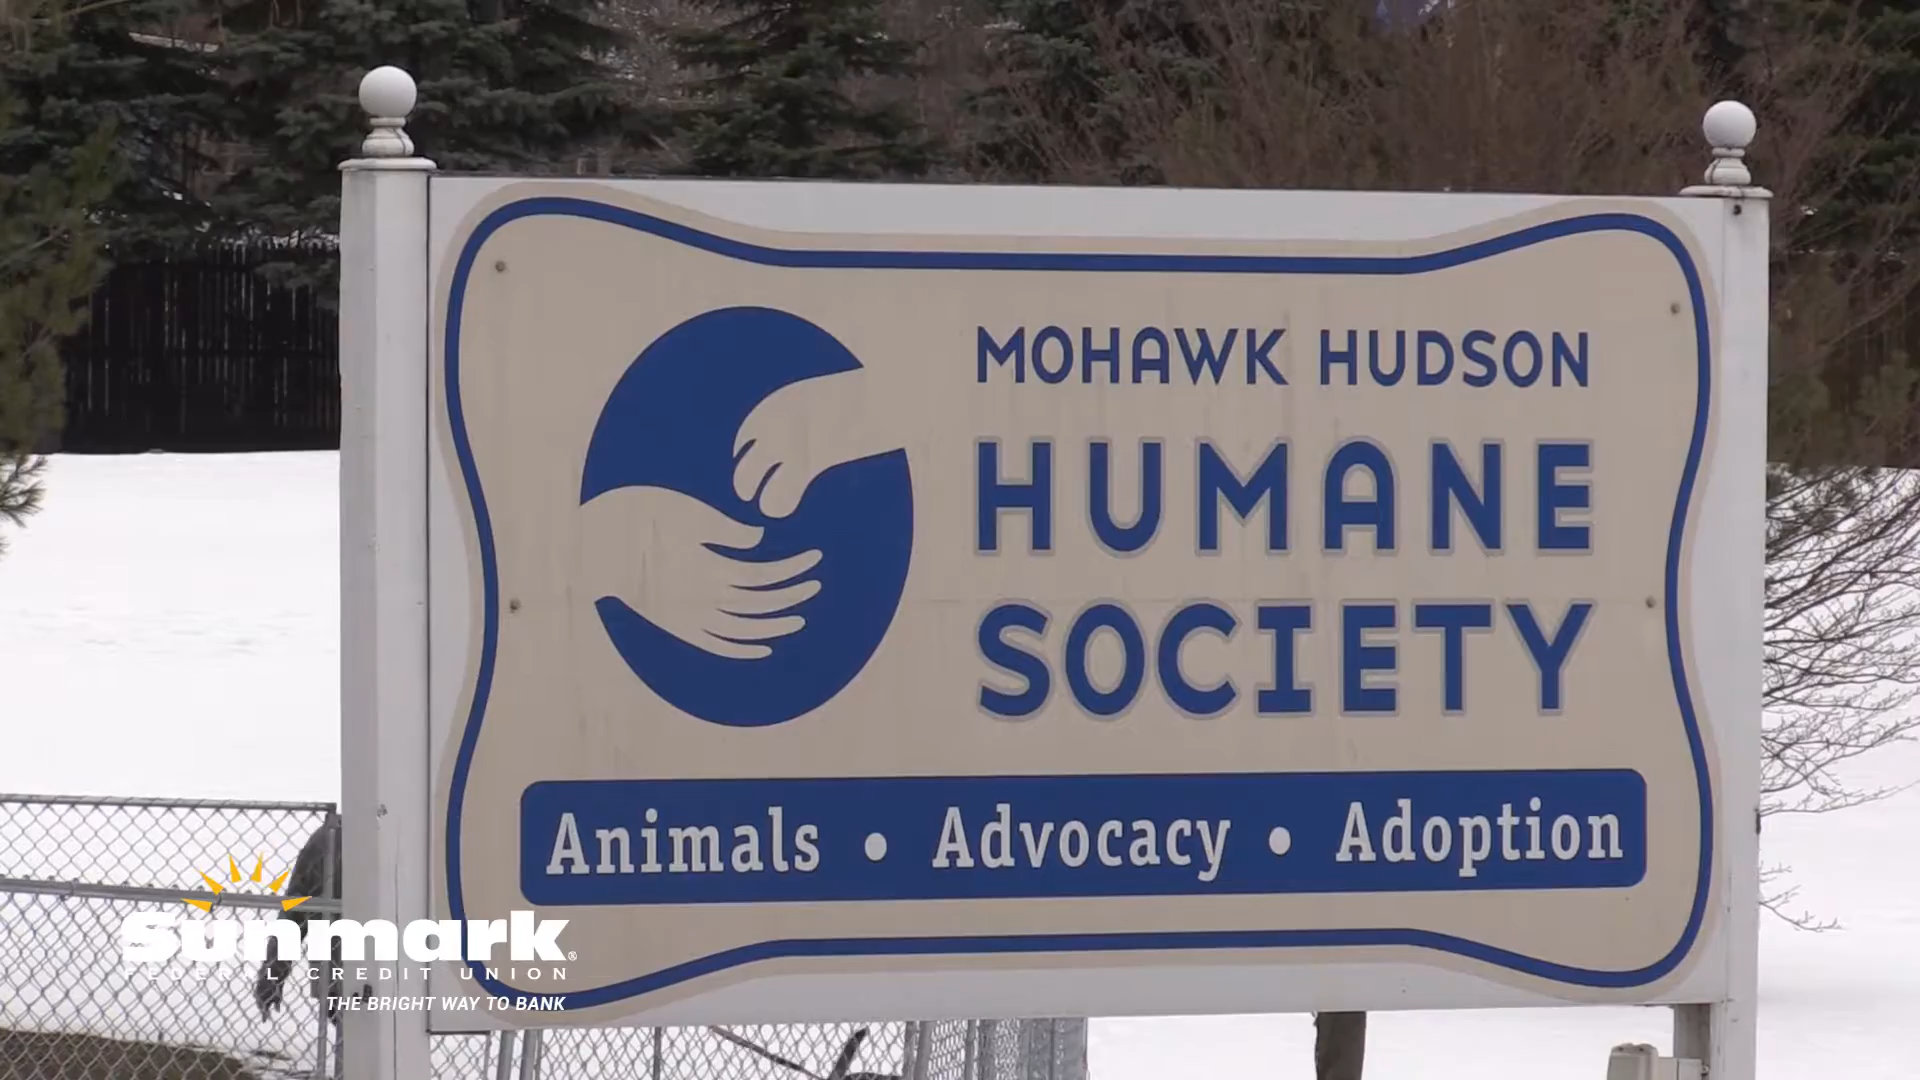 MOHAWK HUDSON
HUMANE
SOCIETY
Animals • Advocacy • Adoption
Sunmark®
FEDERAL CREDIT UNION
THE BRIGHT WAY TO BANK